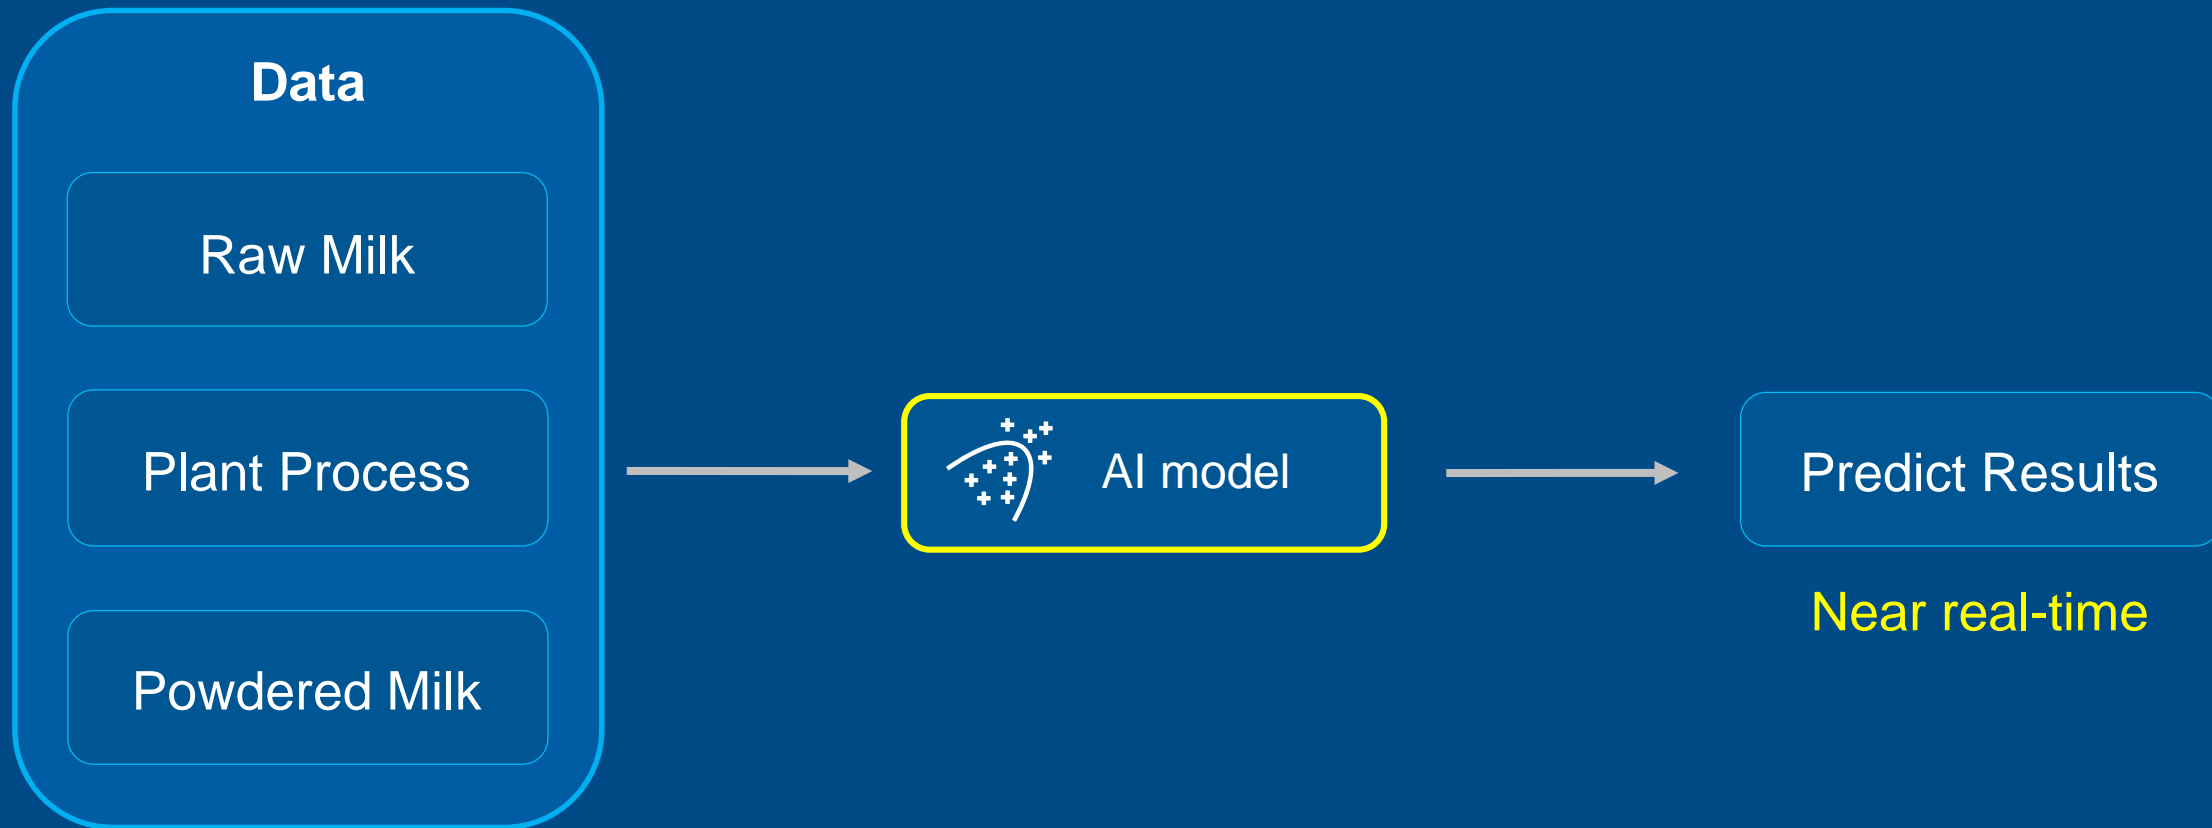 Data
Raw Milk
Plant Process
Powdered Milk
AI model
Predict Results
Near real-time